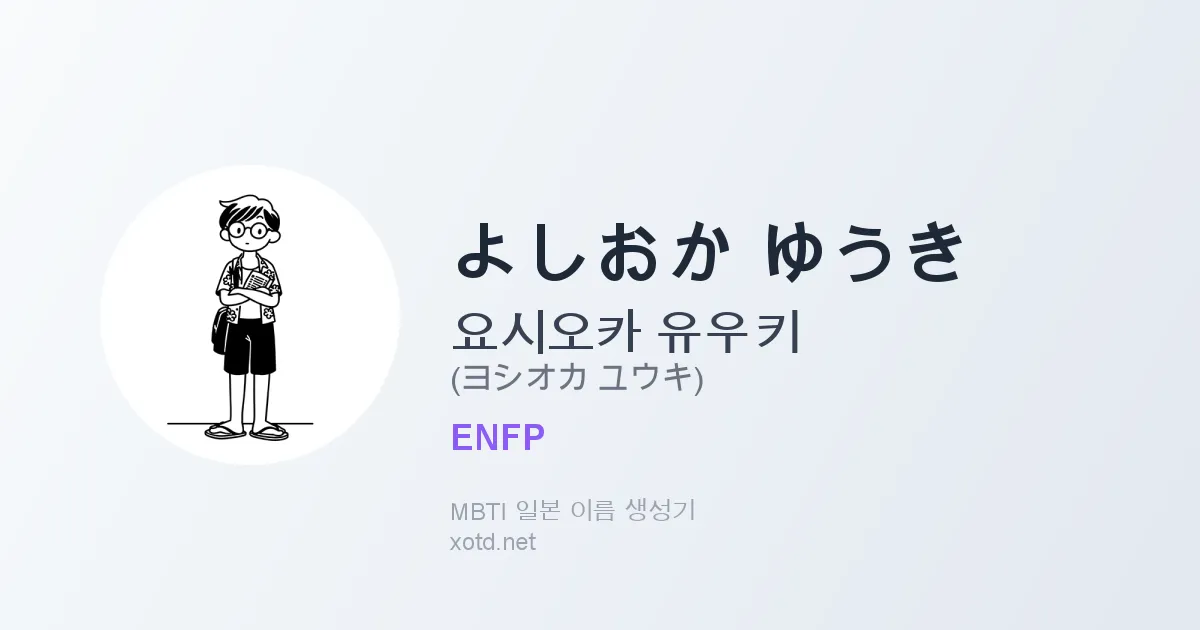 よしおか ゆうき
요시오카 유우키
(ヨシオカ ユウキ)
ENFP
MBTI 일본 이름 생성기
xotd.net